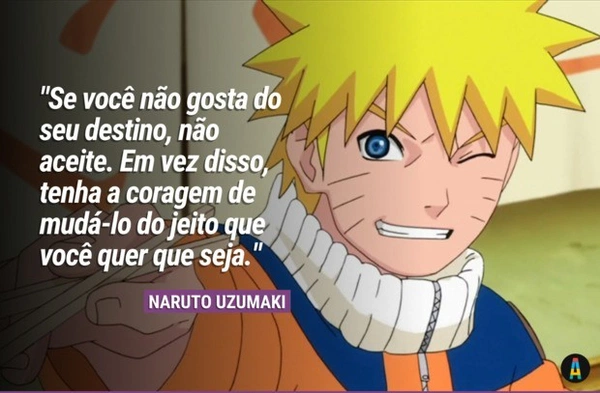 "Se você não gosta do
seu destino, não
aceite. Em vez disso,
tenha a coragem de
mudá-lo do jeito que
você quer que seja."
NARUTO UZUMAKI
A